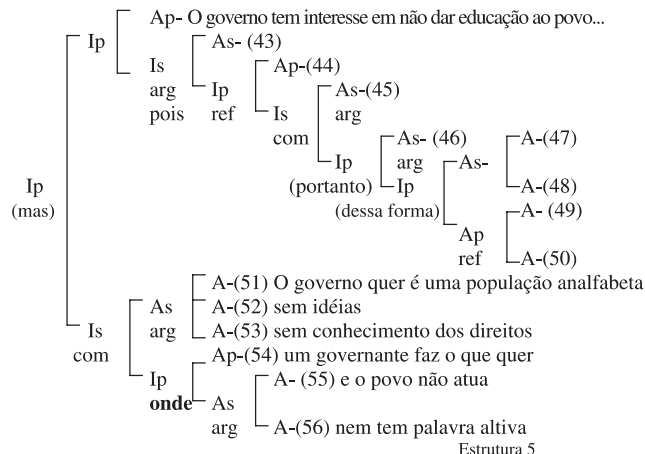 Ap- O governo tem interesse em não dar educação ao povo...
Ip
As- (43)
Is
arg
pois
Ip
ref
Ap-(44)
Is
com
As-(45)
arg
Ip
(portanto)
As- (46)
arg
Ip
(dessa forma)
As-
A-(47)
A-(48)
Ap
ref
A- (49)
A-(50)
Ip
(mas)
A-(51) O governo quer é uma população analfabeta
As
arg
A-(52) sem idéias
A-(53) sem conhecimento dos direitos
Is
com
Ap-(54) um governante faz o que quer
Ip
onde
As
arg
A- (55) e o povo não atua
A-(56) nem tem palavra altiva
Estrutura 5